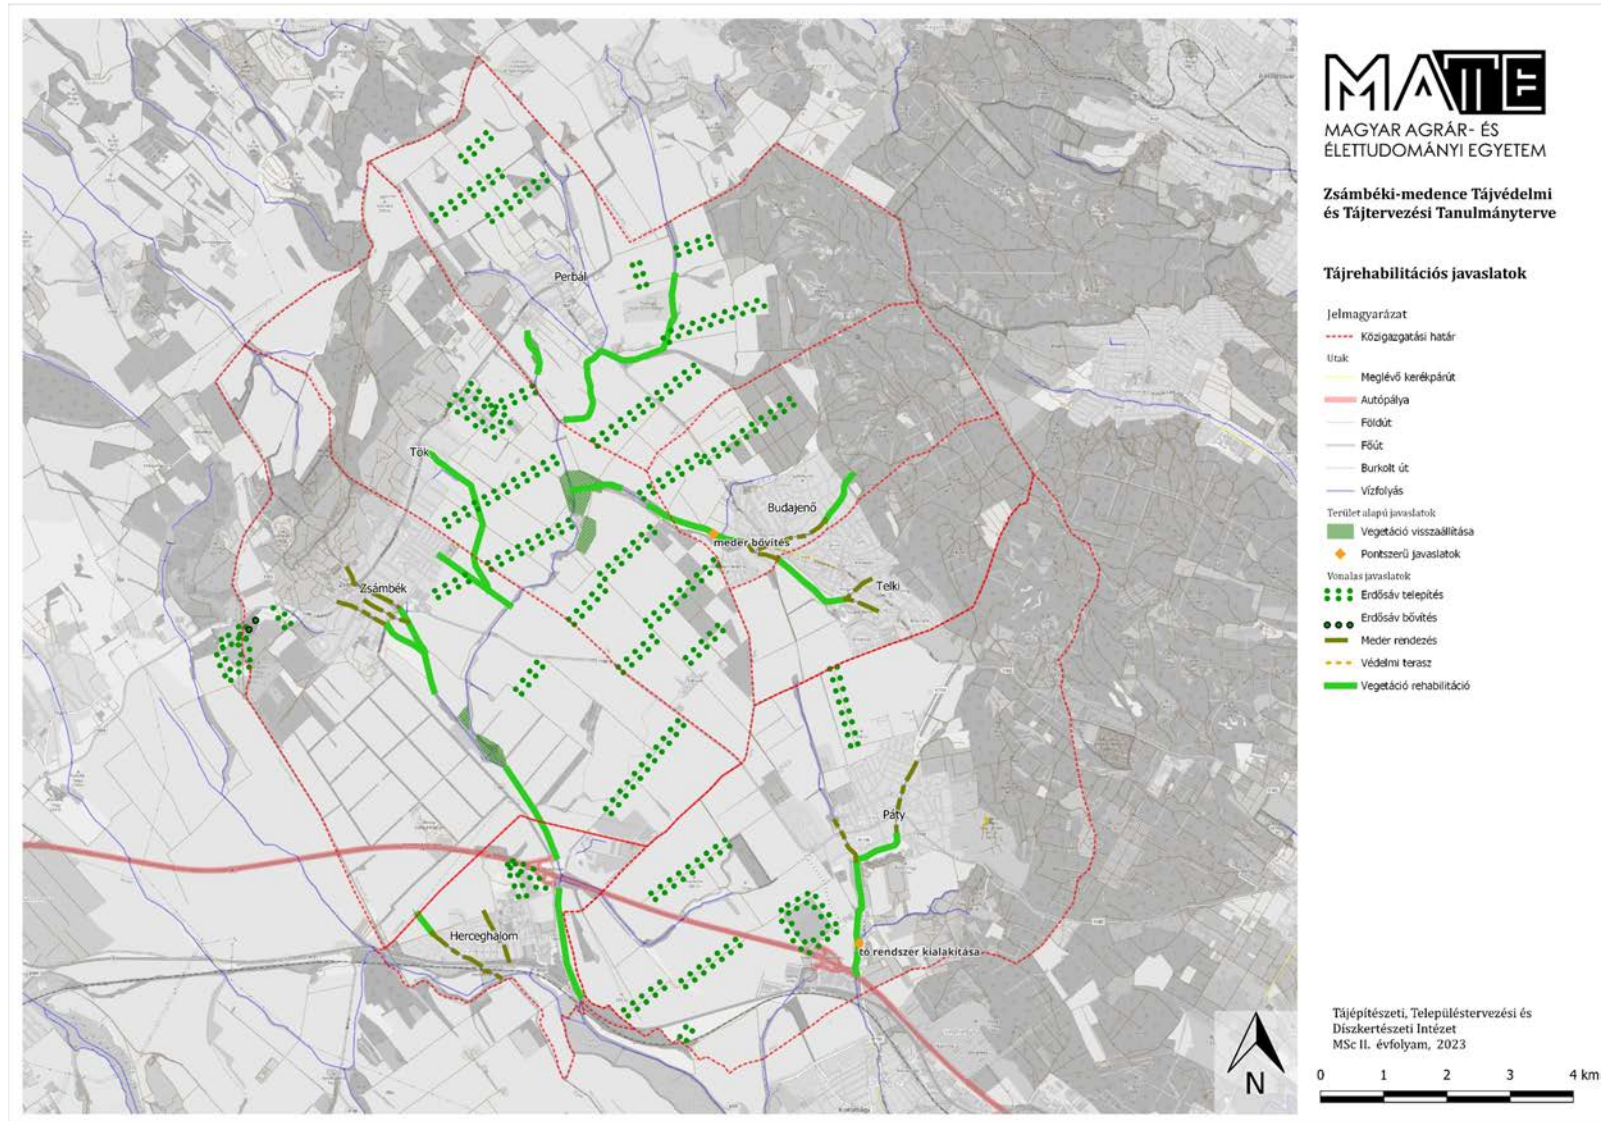 MATE
MAGYAR AGRÁR- ÉS
ÉLETTUDOMÁNYI EGYETEM
Zsámbéki-medence Tájvédelmi
és Tájtervezési Tanulmányterve
Tájrehabilitációs javaslatok
Jelmagyarázat
Közigazgatási határ
Utak
Meglévő kerékpárút
Autópálya
Földút
Főút
Burkolt út
Vízfolyás
Terület alapú javaslatok
Vegetáció visszaállítása
Pontszerű javaslatok
Vonalas javaslatok
Erdősáv telepítés
Erdősáv bővítés
Meder rendezés
Védelmi terasz
Vegetáció rehabilitáció
Perbál
Tök
Budajenő
meder bővítés
Telki
Zsámbék
Páty
Herceghalom
tó rendszer kialakítása
N
Tájépítészeti, Településtervezési és
Díszkertészeti Intézet
MSc II. évfolyam, 2023
0 1 2 3 4 km